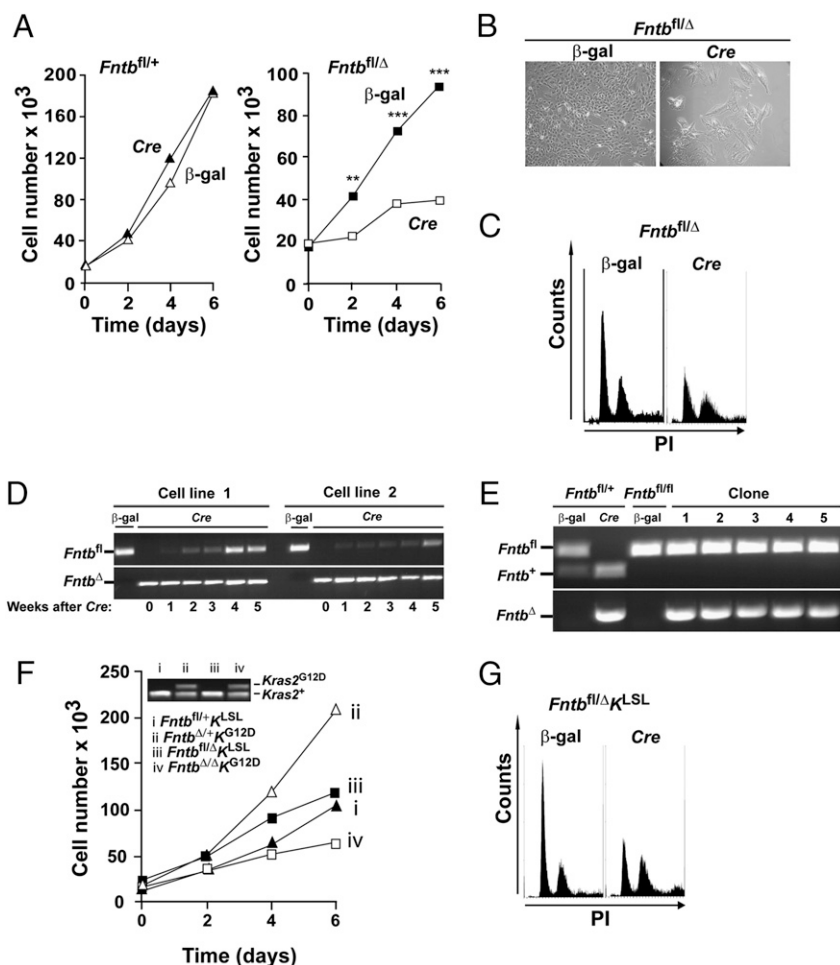 A
Fntb^fl/+
Cell number x 10^3
200
160
120
80
40
0
Cre
β-gal
0 2 4 6
Time (days)
Fntb^fl/Δ
Cell number x 10^3
100
80
60
40
20
0
β-gal
**
***
***
Cre
0 2 4 6
Time (days)
B
Fntb^fl/Δ
β-gal Cre
C
Fntb^fl/Δ
β-gal Cre
Counts
PI
D
Cell line 1 Cell line 2
β-gal Cre β-gal Cre
Fntb^fl
Fntb^Δ
Weeks after Cre: 0 1 2 3 4 5 0 1 2 3 4 5
E
Fntb^fl/+ Fntb^fl/fl Clone
β-gal Cre β-gal 1 2 3 4 5
Fntb^fl
Fntb^+
Fntb^Δ
F
Cell number x 10^3
250
200
150
100
50
0
i ii iii iv
Kras2^G12D
Kras2^+
i Fntb^fl/+K^LSL
ii Fntb^Δ/+K^G12D
iii Fntb^fl/ΔK^LSL
iv Fntb^Δ/ΔK^G12D
ii
iii
i
iv
0 2 4 6
Time (days)
G
Fntb^fl/ΔK^LSL
β-gal Cre
Counts
PI